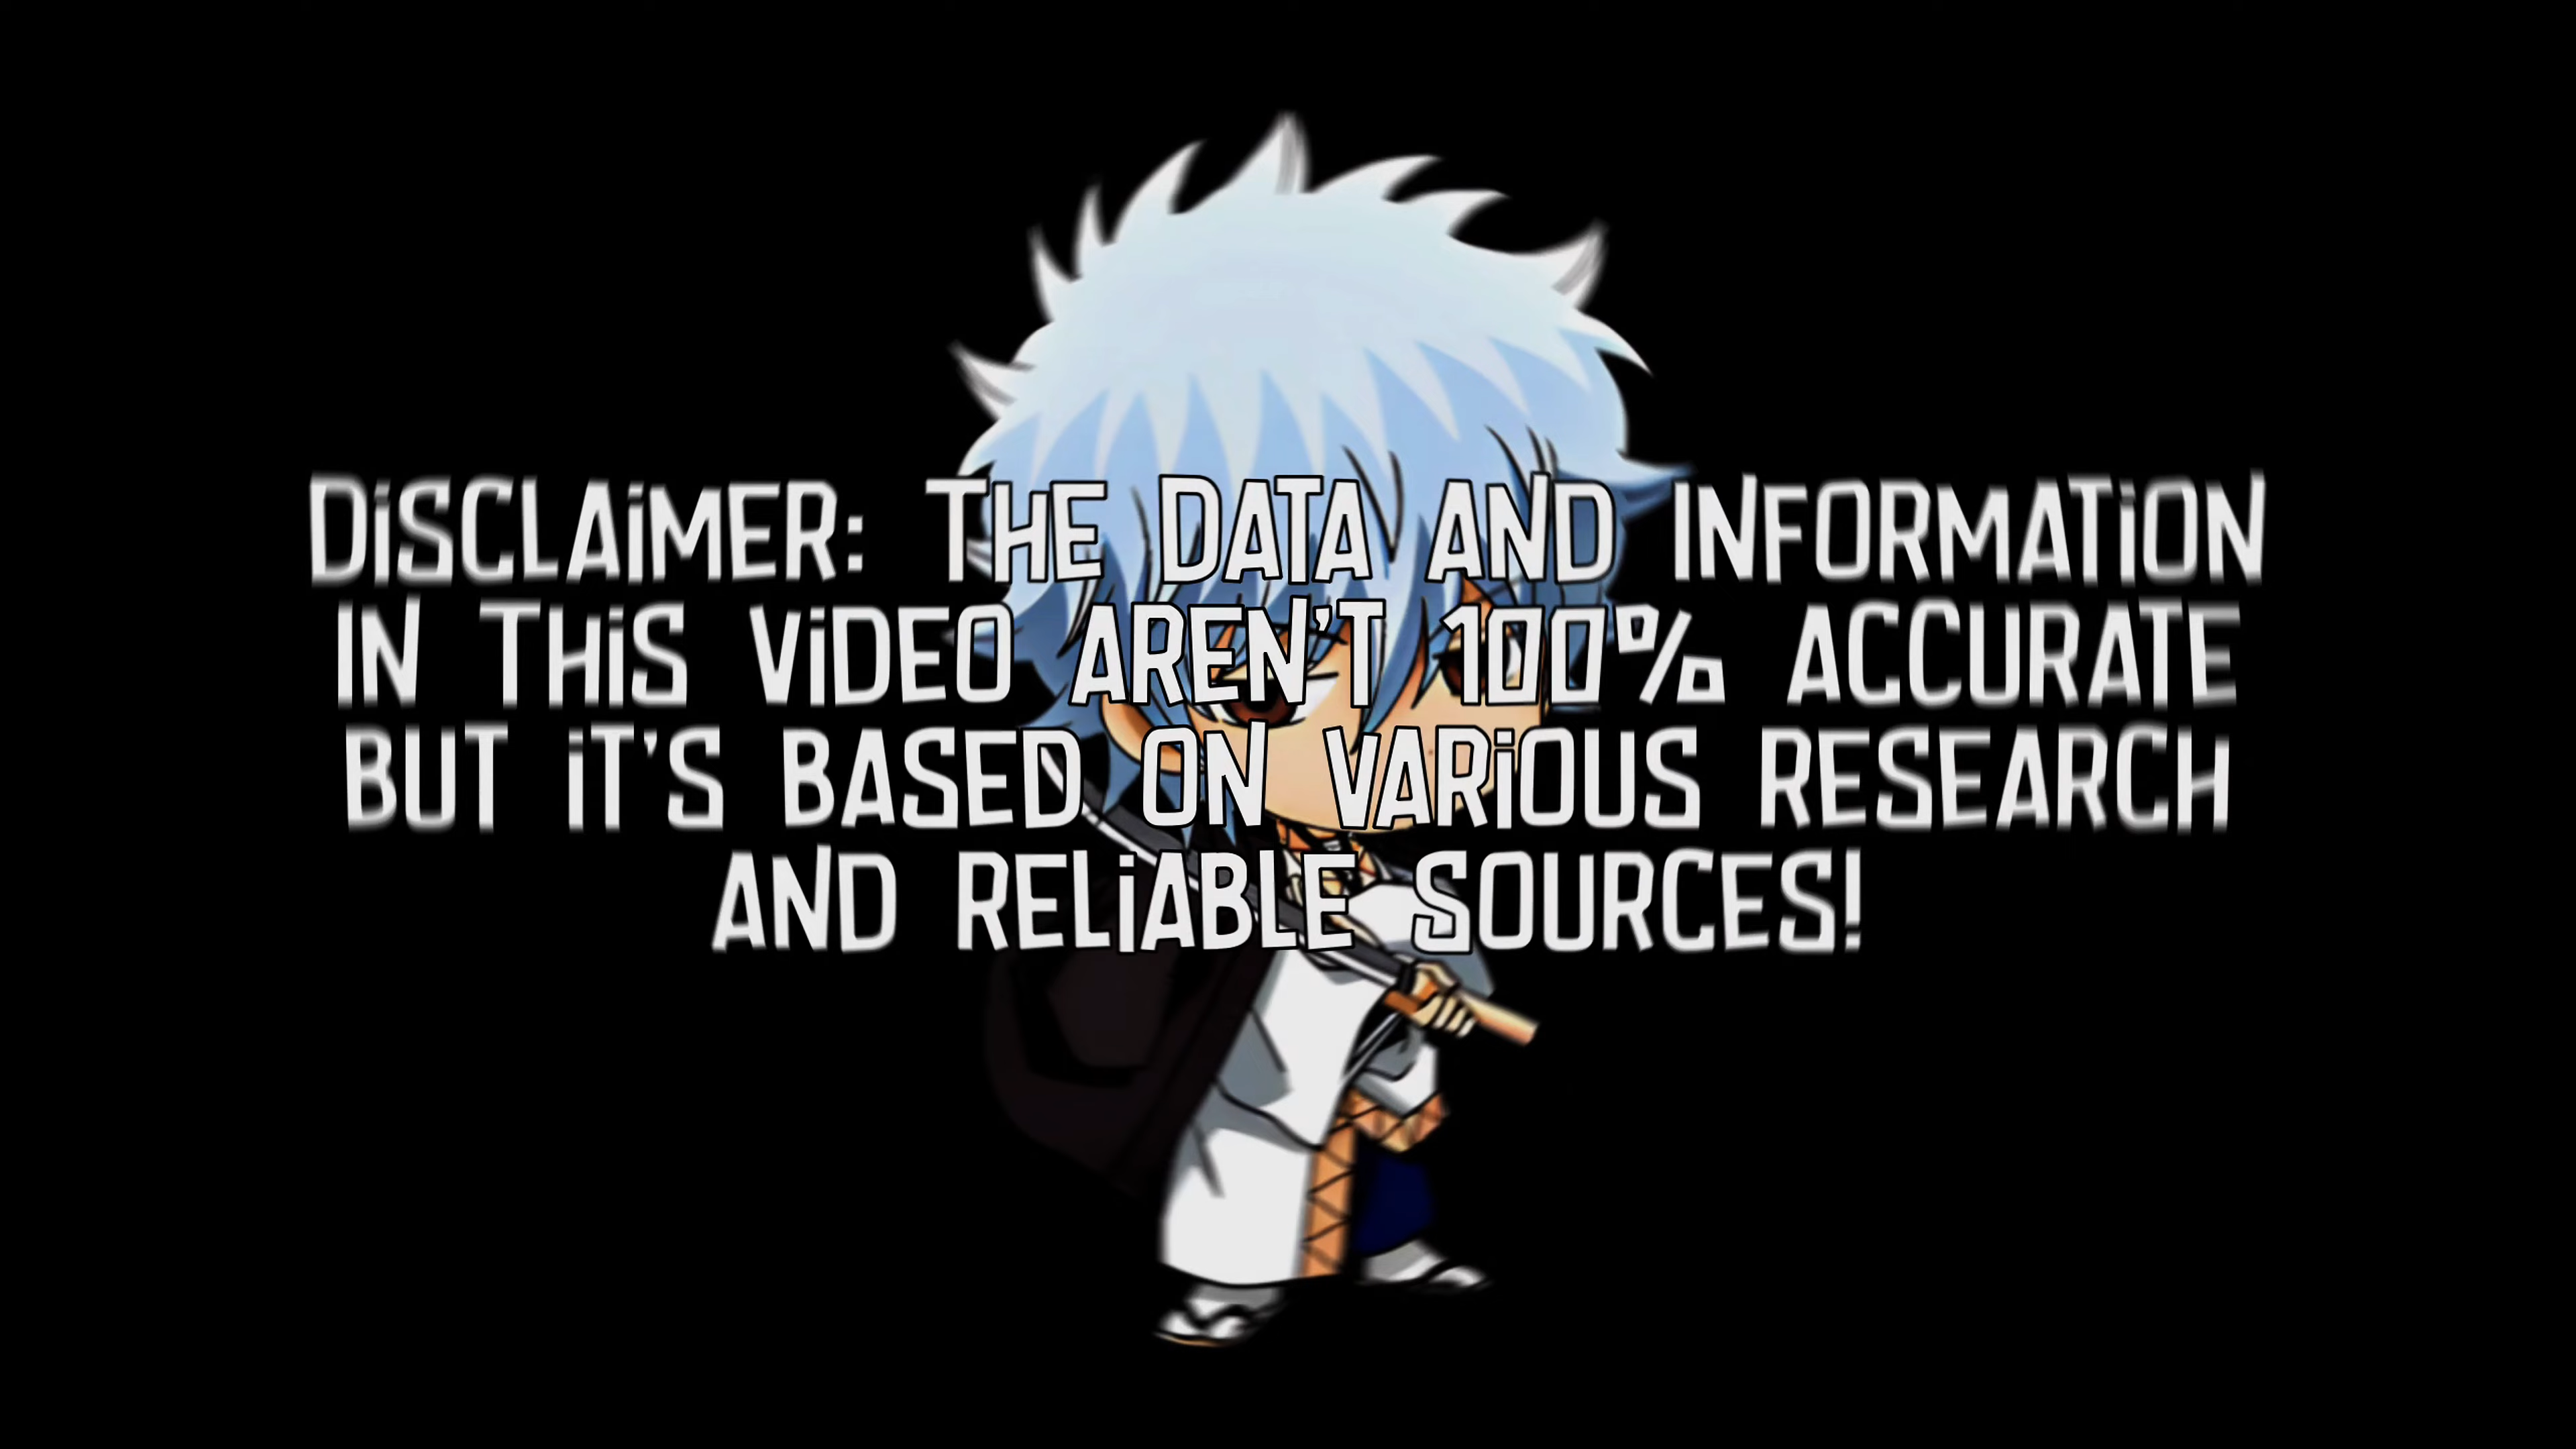 DISCLAIMER: THE DATA AND INFORMATION
IN THIS VIDEO AREN'T 100% ACCURATE
BUT IT'S BASED ON VARIOUS RESEARCH
AND RELIABLE SOURCES!